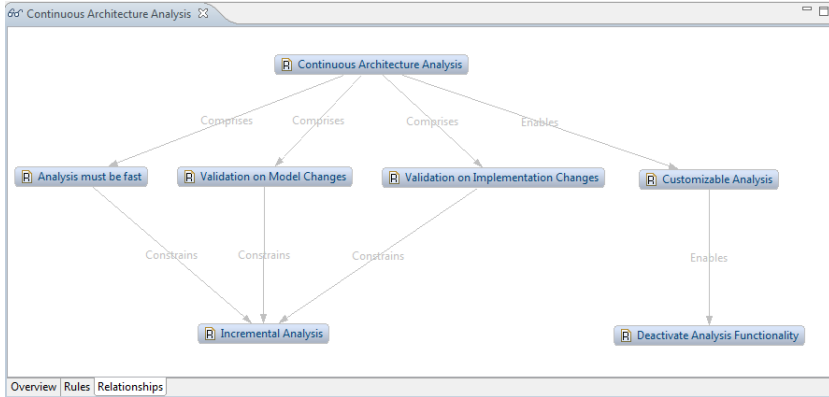 Continuous Architecture Analysis
R Continuous Architecture Analysis
Comprises
Comprises
Comprises
Enables
R Analysis must be fast
R Validation on Model Changes
R Validation on Implementation Changes
R Customizable Analysis
Constrains
Constrains
Constrains
Enables
R Incremental Analysis
R Deactivate Analysis Functionality
Overview Rules Relationships